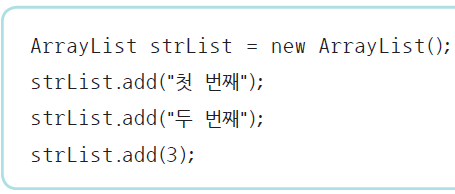 ArrayList strList = new ArrayList();
strList.add("첫 번째");
strList.add("두 번째");
strList.add(3);